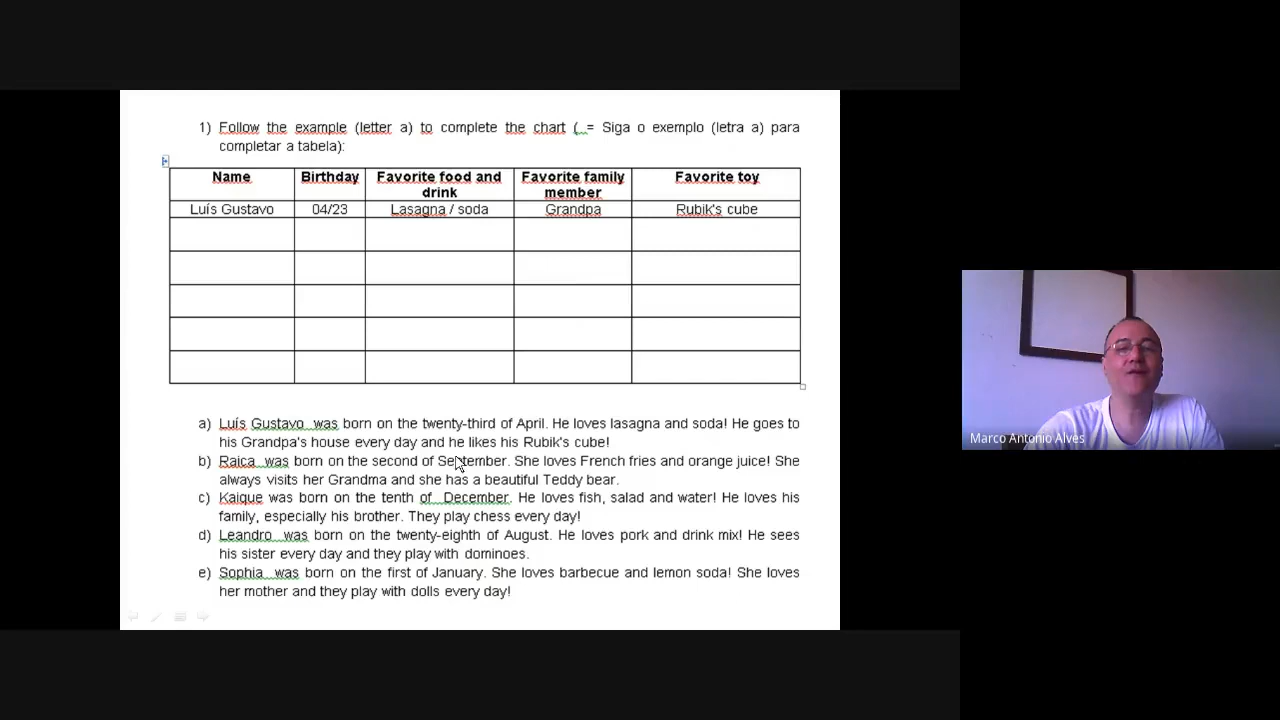 1) Follow the example (letter a) to complete the chart ( = Siga o exemplo (letra a) para
completar a tabela):
Name Birthday Favorite food and drink Favorite family member Favorite toy
Luís Gustavo 04/23 Lasagna / soda Grandpa Rubik's cube
a) Luís Gustavo was born on the twenty-third of April. He loves lasagna and soda! He goes to
his Grandpa's house every day and he likes his Rubik's cube!
b) Raica was born on the second of September. She loves French fries and orange juice! She
always visits her Grandma and she has a beautiful Teddy bear.
c) Kaique was born on the tenth of December. He loves fish, salad and water! He loves his
family, especially his brother. They play chess every day!
d) Leandro was born on the twenty-eighth of August. He loves pork and drink mix! He sees
his sister every day and they play with dominoes.
e) Sophia was born on the first of January. She loves barbecue and lemon soda! She loves
her mother and they play with dolls every day!
Marco Antonio Alves